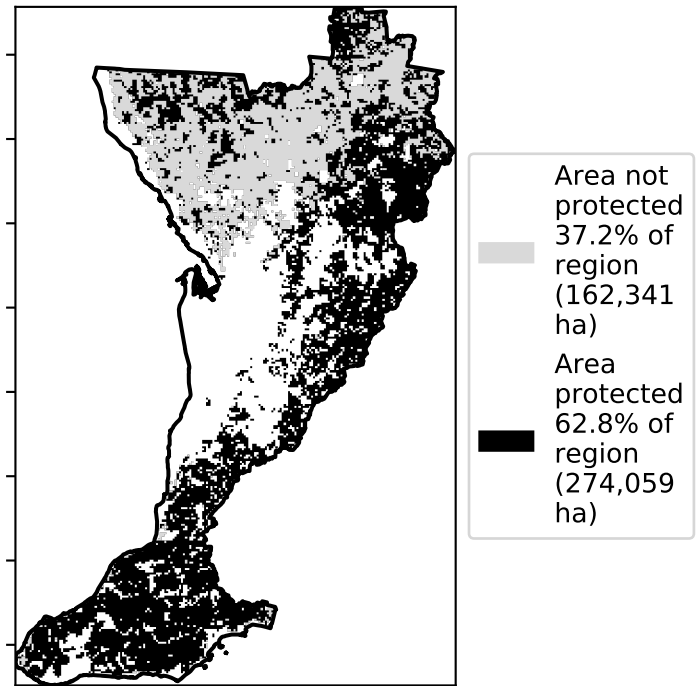 Area not
protected
37.2% of
region
(162,341
ha)
Area
protected
62.8% of
region
(274,059
ha)